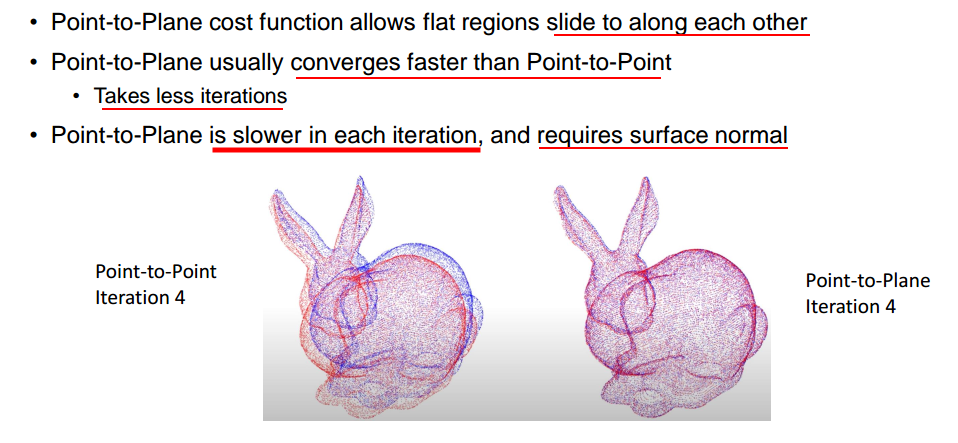 • Point-to-Plane cost function allows flat regions slide to along each other
• Point-to-Plane usually converges faster than Point-to-Point
• Takes less iterations
• Point-to-Plane is slower in each iteration, and requires surface normal
Point-to-Point
Iteration 4
Point-to-Plane
Iteration 4